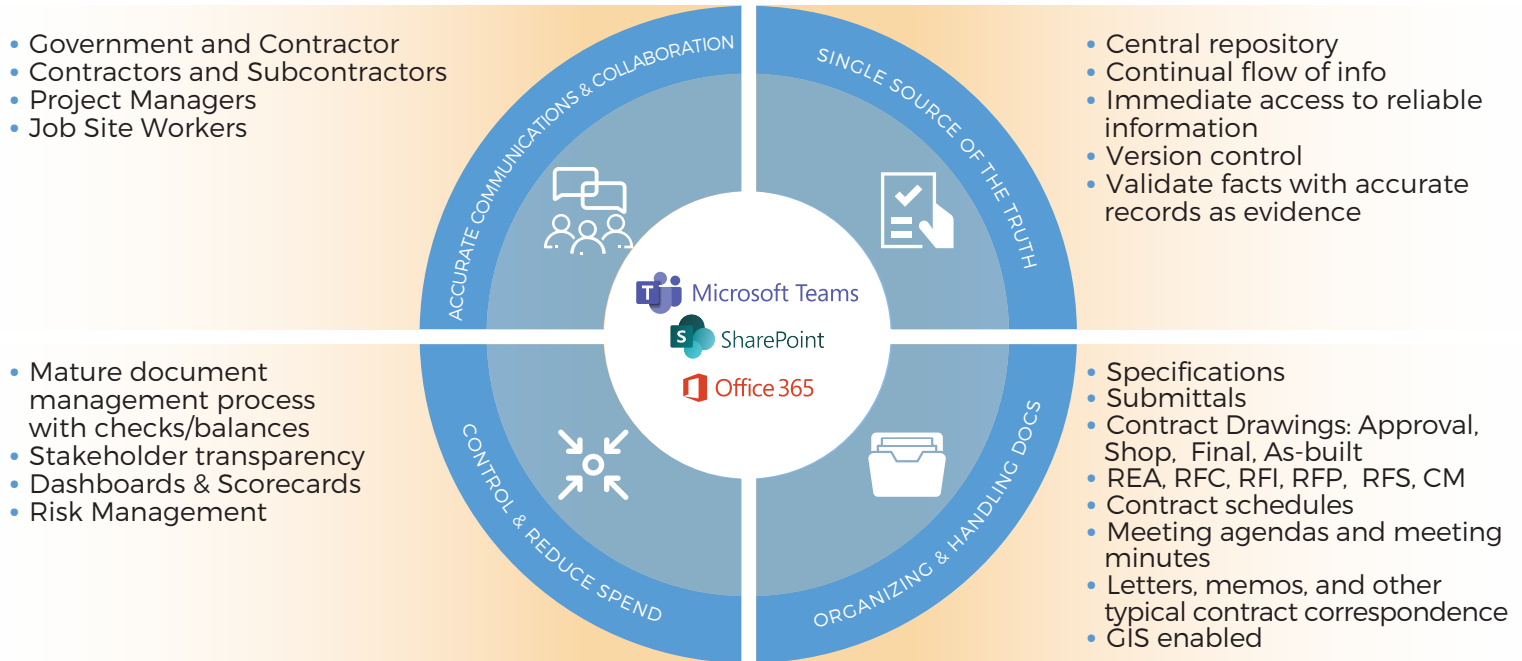 • Government and Contractor
• Contractors and Subcontractors
• Project Managers
• Job Site Workers
ACCURATE COMMUNICATIONS & COLLABORATION
SINGLE SOURCE OF THE TRUTH
• Central repository
• Continual flow of info
• Immediate access to reliable
information
• Version control
• Validate facts with accurate
records as evidence
T Microsoft Teams
S SharePoint
Office 365
• Mature document
management process
with checks/balances
• Stakeholder transparency
• Dashboards & Scorecards
• Risk Management
CONTROL & REDUCE SPEND
ORGANIZING & HANDLING DOCS
• Specifications
• Submittals
• Contract Drawings: Approval,
Shop, Final, As-built
• REA, RFC, RFI, RFP, RFS, CM
• Contract schedules
• Meeting agendas and meeting
minutes
• Letters, memos, and other
typical contract correspondence
• GIS enabled